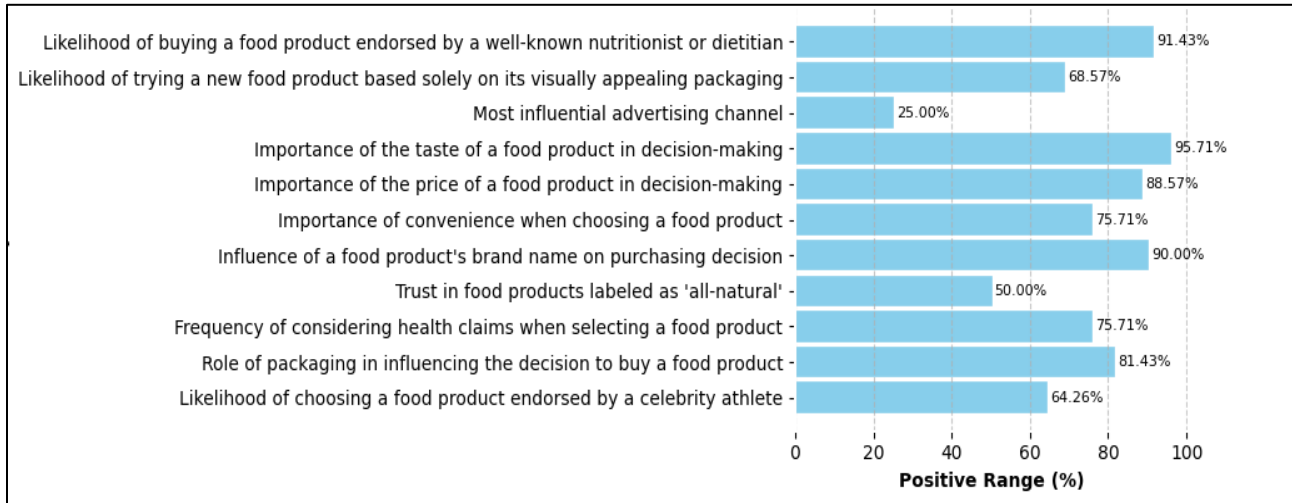 Likelihood of buying a food product endorsed by a well-known nutritionist or dietitian 91.43%
Likelihood of trying a new food product based solely on its visually appealing packaging 68.57%
Most influential advertising channel 25.00%
Importance of the taste of a food product in decision-making 95.71%
Importance of the price of a food product in decision-making 88.57%
Importance of convenience when choosing a food product 75.71%
Influence of a food product's brand name on purchasing decision 90.00%
Trust in food products labeled as 'all-natural' 50.00%
Frequency of considering health claims when selecting a food product 75.71%
Role of packaging in influencing the decision to buy a food product 81.43%
Likelihood of choosing a food product endorsed by a celebrity athlete 64.26%
0 20 40 60 80 100
Positive Range (%)